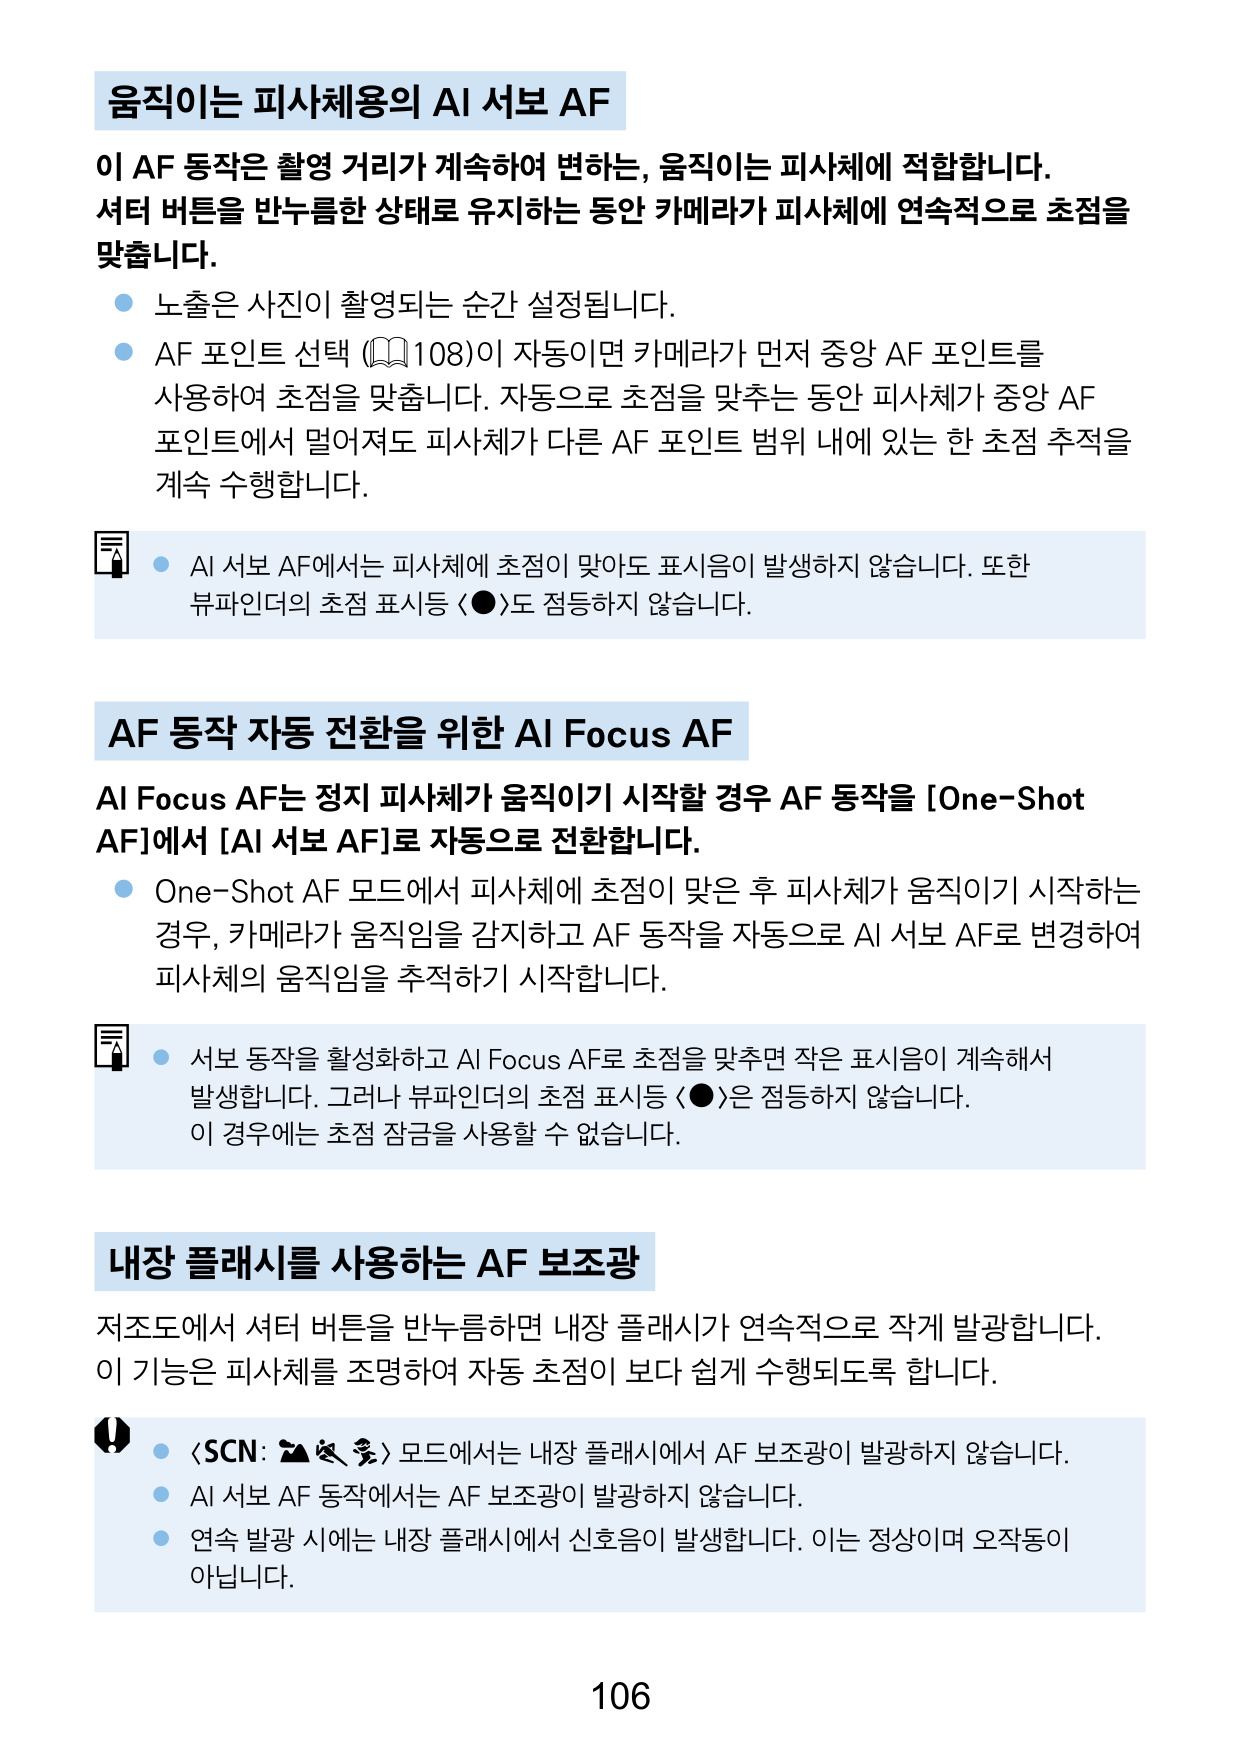 움직이는 피사체용의 AI 서보 AF
이 AF 동작은 촬영 거리가 계속하여 변하는, 움직이는 피사체에 적합합니다.
셔터 버튼을 반누름한 상태로 유지하는 동안 카메라가 피사체에 연속적으로 초점을
맞춥니다.
● 노출은 사진이 촬영되는 순간 설정됩니다.
● AF 포인트 선택 (108)이 자동이면 카메라가 먼저 중앙 AF 포인트를
사용하여 초점을 맞춥니다. 자동으로 초점을 맞추는 동안 피사체가 중앙 AF
포인트에서 멀어져도 피사체가 다른 AF 포인트 범위 내에 있는 한 초점 추적을
계속 수행합니다.
● AI 서보 AF에서는 피사체에 초점이 맞아도 표시음이 발생하지 않습니다. 또한
뷰파인더의 초점 표시등 〈●〉도 점등하지 않습니다.
AF 동작 자동 전환을 위한 AI Focus AF
AI Focus AF는 정지 피사체가 움직이기 시작할 경우 AF 동작을 [One-Shot
AF]에서 [AI 서보 AF]로 자동으로 전환합니다.
● One-Shot AF 모드에서 피사체에 초점이 맞은 후 피사체가 움직이기 시작하는
경우, 카메라가 움직임을 감지하고 AF 동작을 자동으로 AI 서보 AF로 변경하여
피사체의 움직임을 추적하기 시작합니다.
● 서보 동작을 활성화하고 AI Focus AF로 초점을 맞추면 작은 표시음이 계속해서
발생합니다. 그러나 뷰파인더의 초점 표시등 〈●〉은 점등하지 않습니다.
이 경우에는 초점 잠금을 사용할 수 없습니다.
내장 플래시를 사용하는 AF 보조광
저조도에서 셔터 버튼을 반누름하면 내장 플래시가 연속적으로 작게 발광합니다.
이 기능은 피사체를 조명하여 자동 초점이 보다 쉽게 수행되도록 합니다.
● 〈SCN: 〉 모드에서는 내장 플래시에서 AF 보조광이 발광하지 않습니다.
● AI 서보 AF 동작에서는 AF 보조광이 발광하지 않습니다.
● 연속 발광 시에는 내장 플래시에서 신호음이 발생합니다. 이는 정상이며 오작동이
아닙니다.
106